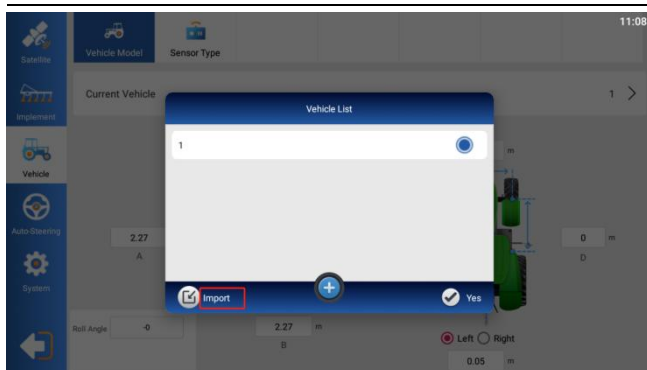 11:08
Satellite
Vehicle Model
Sensor Type
Implement
Current Vehicle
1
Vehicle List
1
Vehicle
m
Auto-Steering
2.27
A
0 m
D
System
Import
Yes
Roll Angle -0
2.27 m
B
Left Right
0.05 m